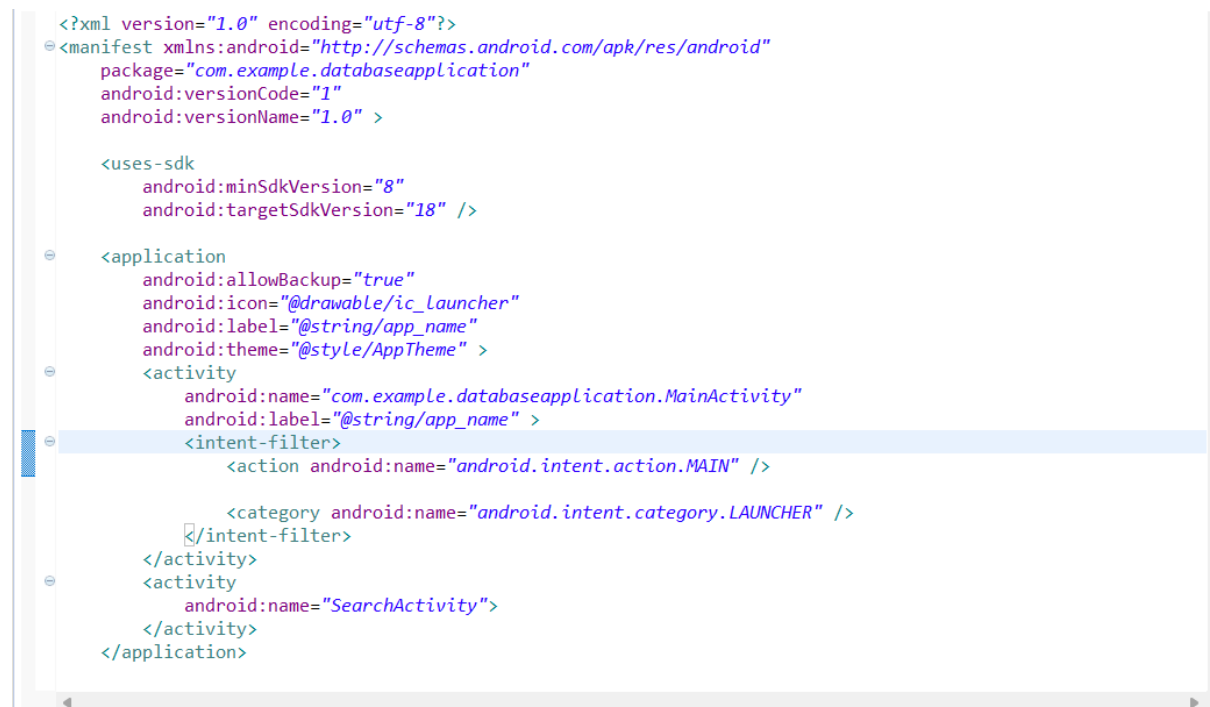 <?xml version="1.0" encoding="utf-8"?>
<manifest xmlns:android="http://schemas.android.com/apk/res/android"
    package="com.example.databaseapplication"
    android:versionCode="1"
    android:versionName="1.0" >

    <uses-sdk
        android:minSdkVersion="8"
        android:targetSdkVersion="18" />

    <application
        android:allowBackup="true"
        android:icon="@drawable/ic_launcher"
        android:label="@string/app_name"
        android:theme="@style/AppTheme" >
        <activity
            android:name="com.example.databaseapplication.MainActivity"
            android:label="@string/app_name" >
            <intent-filter>
                <action android:name="android.intent.action.MAIN" />

                <category android:name="android.intent.category.LAUNCHER" />
            </intent-filter>
        </activity>
        <activity
            android:name="SearchActivity">
        </activity>
    </application>